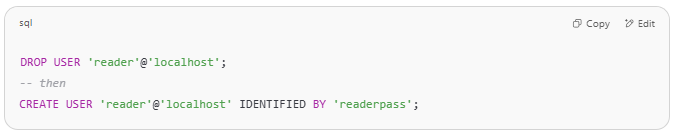 sql
Copy
Edit
DROP USER 'reader'@'localhost';
-- then
CREATE USER 'reader'@'localhost' IDENTIFIED BY 'readerpass';